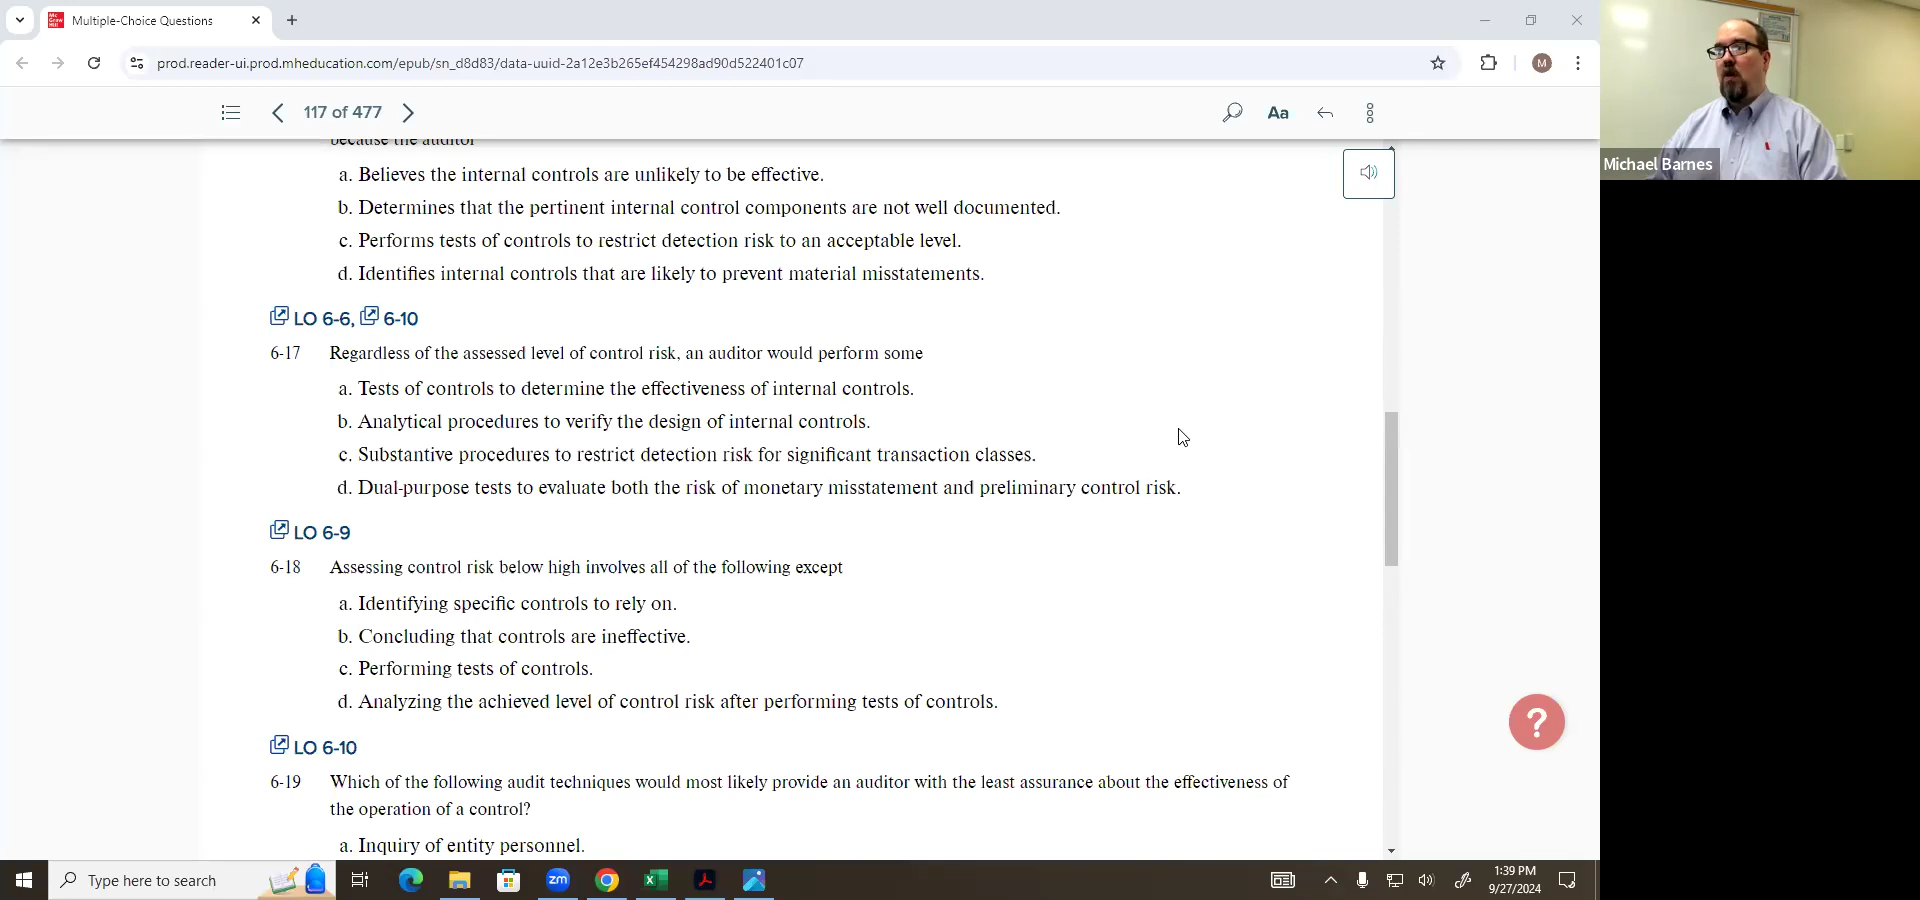 Multiple-Choice Questions
prod.reader-ui.prod.mheducation.com/epub/sn_d8d83/data-uuid-2a12e3b265ef454298ad90d522401c07
M
117 of 477
Aa
because the auditor
a. Believes the internal controls are unlikely to be effective.
b. Determines that the pertinent internal control components are not well documented.
c. Performs tests of controls to restrict detection risk to an acceptable level.
d. Identifies internal controls that are likely to prevent material misstatements.
LO 6-6, 6-10
6-17 Regardless of the assessed level of control risk, an auditor would perform some
a. Tests of controls to determine the effectiveness of internal controls.
b. Analytical procedures to verify the design of internal controls.
c. Substantive procedures to restrict detection risk for significant transaction classes.
d. Dual-purpose tests to evaluate both the risk of monetary misstatement and preliminary control risk.
LO 6-9
6-18 Assessing control risk below high involves all of the following except
a. Identifying specific controls to rely on.
b. Concluding that controls are ineffective.
c. Performing tests of controls.
d. Analyzing the achieved level of control risk after performing tests of controls.
LO 6-10
6-19 Which of the following audit techniques would most likely provide an auditor with the least assurance about the effectiveness of
the operation of a control?
a. Inquiry of entity personnel.
?
Michael Barnes
Type here to search
zm
1:39 PM
9/27/2024